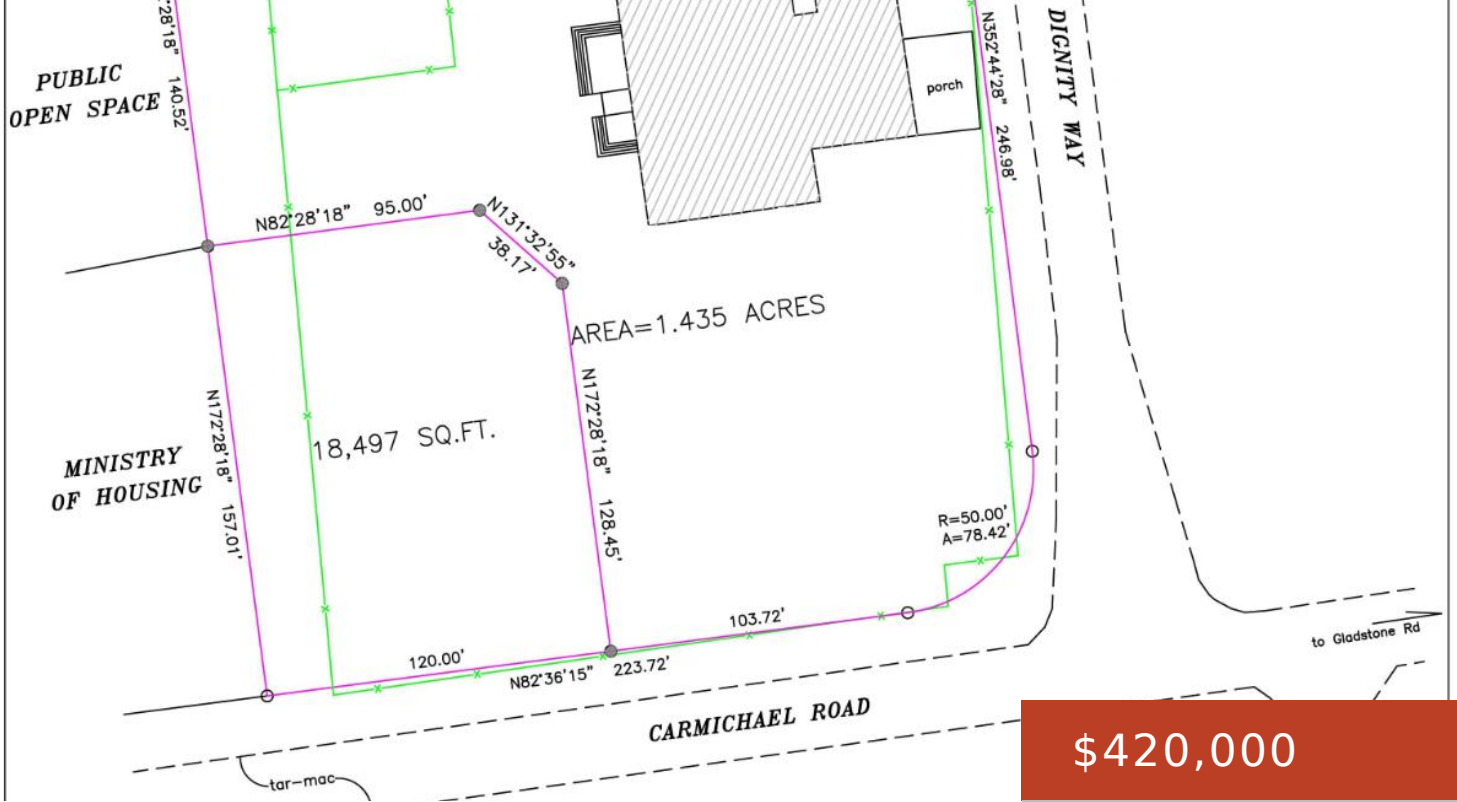 28'18" 140.52'
PUBLIC
OPEN SPACE
porch
N352°44'28" 246.98'
DIGNITY WAY
N82°28'18" 95.00'
N131°32'55"
38.17'
AREA=1.435 ACRES
N172°28'18" 157.01'
18,497 SQ.FT.
N172°28'18" 128.45'
MINISTRY
OF HOUSING
R=50.00'
A=78.42'
103.72'
120.00'
N82°36'15" 223.72'
to Gladstone Rd
CARMICHAEL ROAD
tar-mac
$420,000